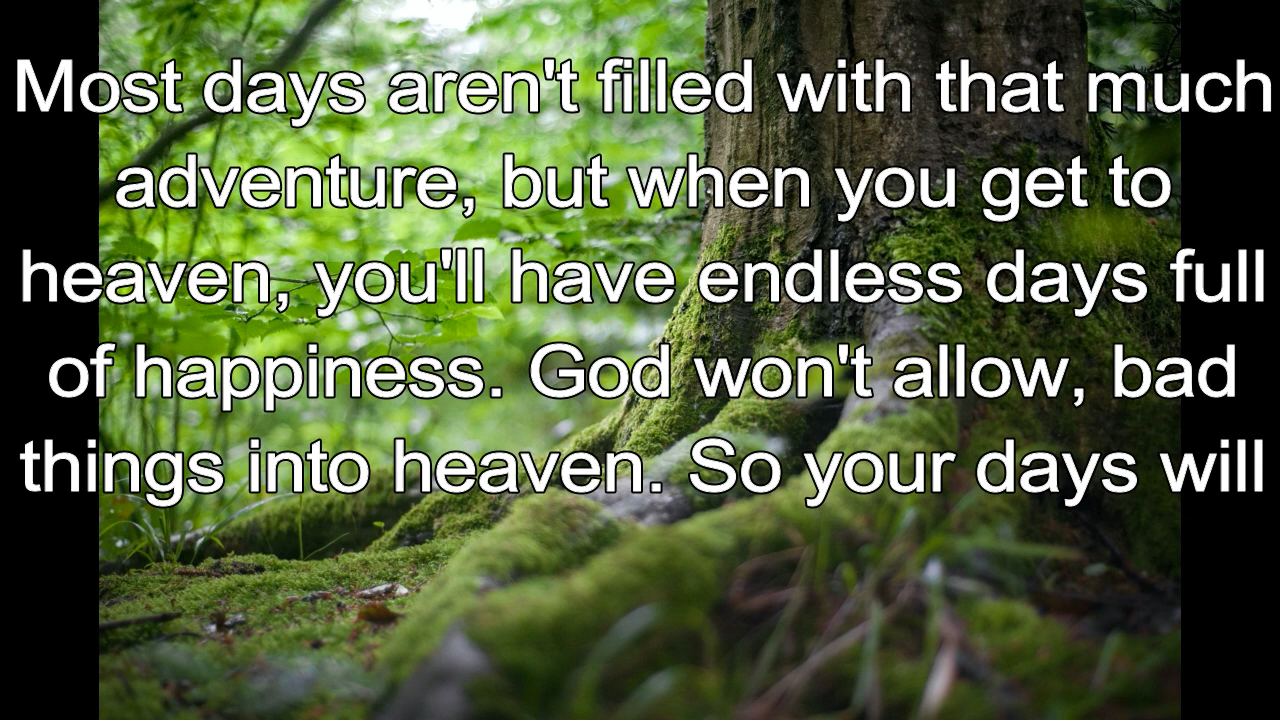 Most days aren't filled with that much
adventure, but when you get to
heaven, you'll have endless days full
of happiness. God won't allow, bad
things into heaven. So your days will